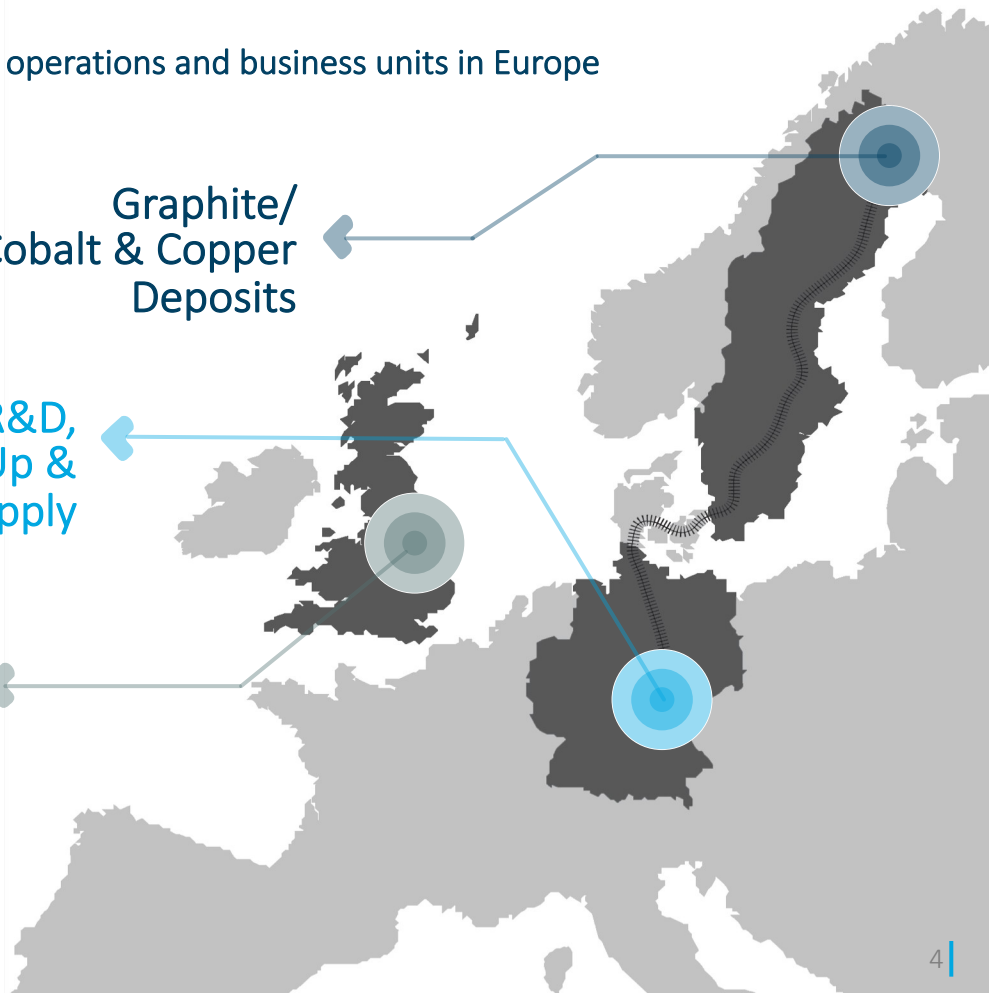 operations and business units in Europe
Graphite/
Cobalt & Copper
Deposits
R&D,
Up &
pply
4